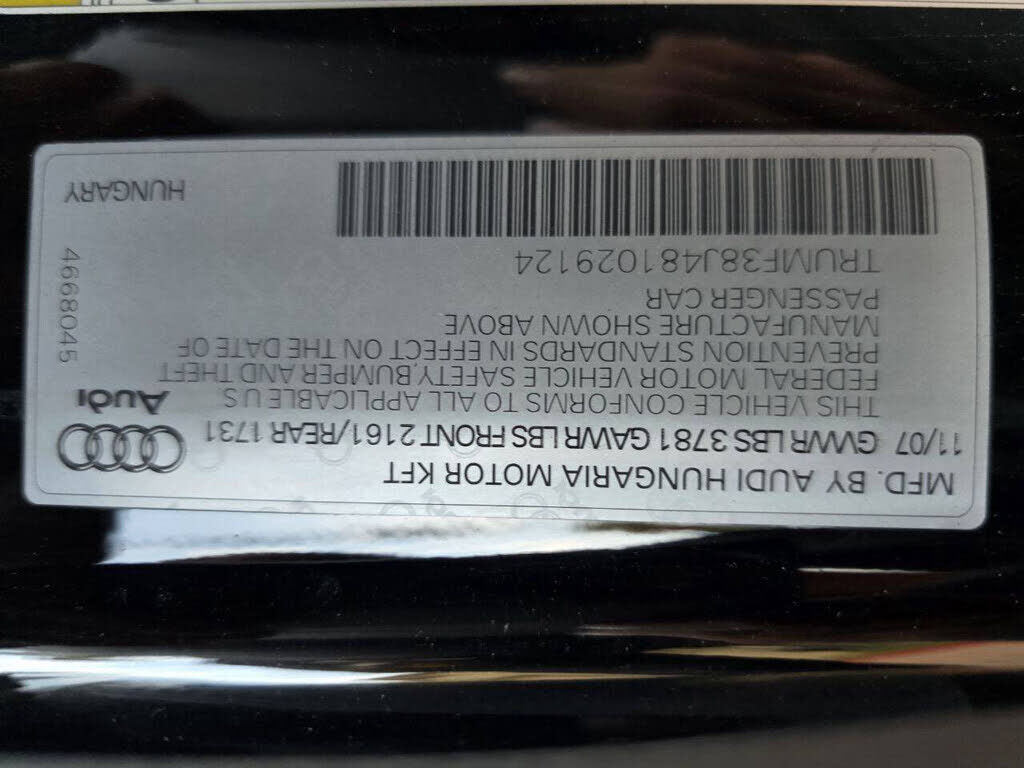 MFD. BY AUDI HUNGARIA MOTOR KFT
11/07 GVWR LBS 3781 GAWR LBS FRONT 2161/REAR 1731
THIS VEHICLE CONFORMS TO ALL APPLICABLE U S
FEDERAL MOTOR VEHICLE SAFETY,BUMPER AND THEFT
PREVENTION STANDARDS IN EFFECT ON THE DATE OF
MANUFACTURE SHOWN ABOVE
PASSENGER CAR
TRUMF38J481029124
Audi
4668045
HUNGARY